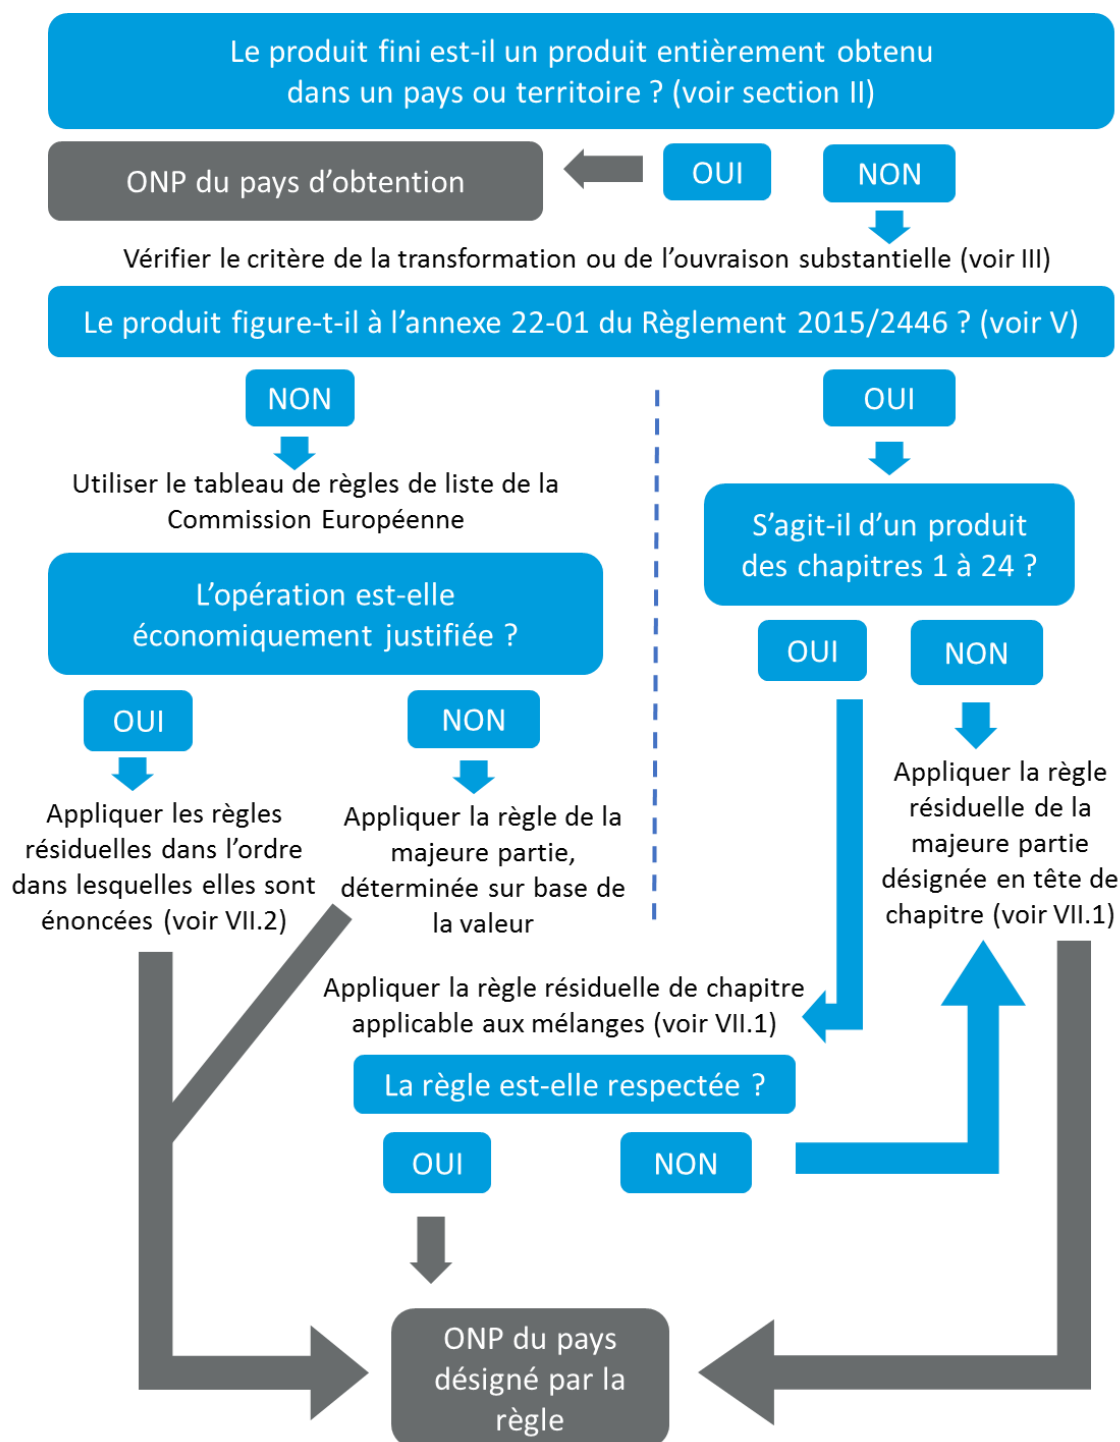 Le produit fini est-il un produit entièrement obtenu
dans un pays ou territoire ? (voir section II)
ONP du pays d’obtention
OUI
NON
Vérifier le critère de la transformation ou de l’ouvraison substantielle (voir III)
Le produit figure-t-il à l’annexe 22-01 du Règlement 2015/2446 ? (voir V)
NON
OUI
Utiliser le tableau de règles de liste de la
Commission Européenne
S’agit-il d’un produit
des chapitres 1 à 24 ?
L’opération est-elle
économiquement justifiée ?
OUI
NON
OUI
NON
Appliquer les règles
résiduelles dans l’ordre
dans lesquelles elles sont
énoncées (voir VII.2)
Appliquer la règle de la
majeure partie,
déterminée sur base de
la valeur
Appliquer la règle
résiduelle de la
majeure partie
désignée en tête de
chapitre (voir VII.1)
Appliquer la règle résiduelle de chapitre
applicable aux mélanges (voir VII.1)
La règle est-elle respectée ?
OUI
NON
ONP du pays
désigné par la
règle